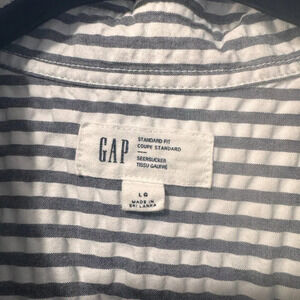 GAP
STANDARD FIT
COUPE STANDARD
SEERSUCKER
TISSU GAUFRÉ
LG
MADE IN
SRI LANKA